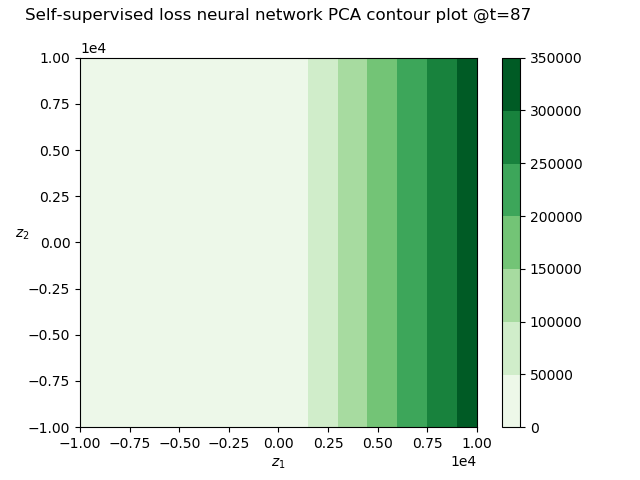 Self-supervised loss neural network PCA contour plot @t=87
1e4
1.00
0.75
0.50
0.25
0.00
−0.25
−0.50
−0.75
−1.00
z2
−1.00 −0.75 −0.50 −0.25 0.00 0.25 0.50 0.75 1.00
z1
1e4
350000
300000
250000
200000
150000
100000
50000
0